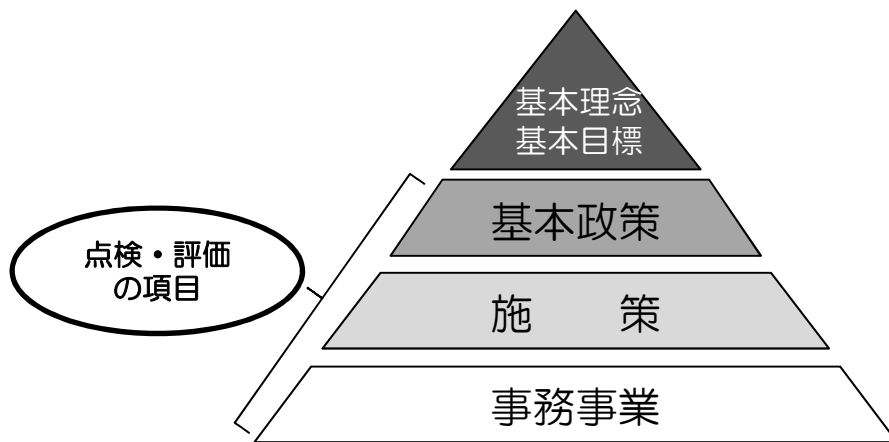 基本理念
基本目標
基本政策
点検・評価
の項目
施　　策
事務事業